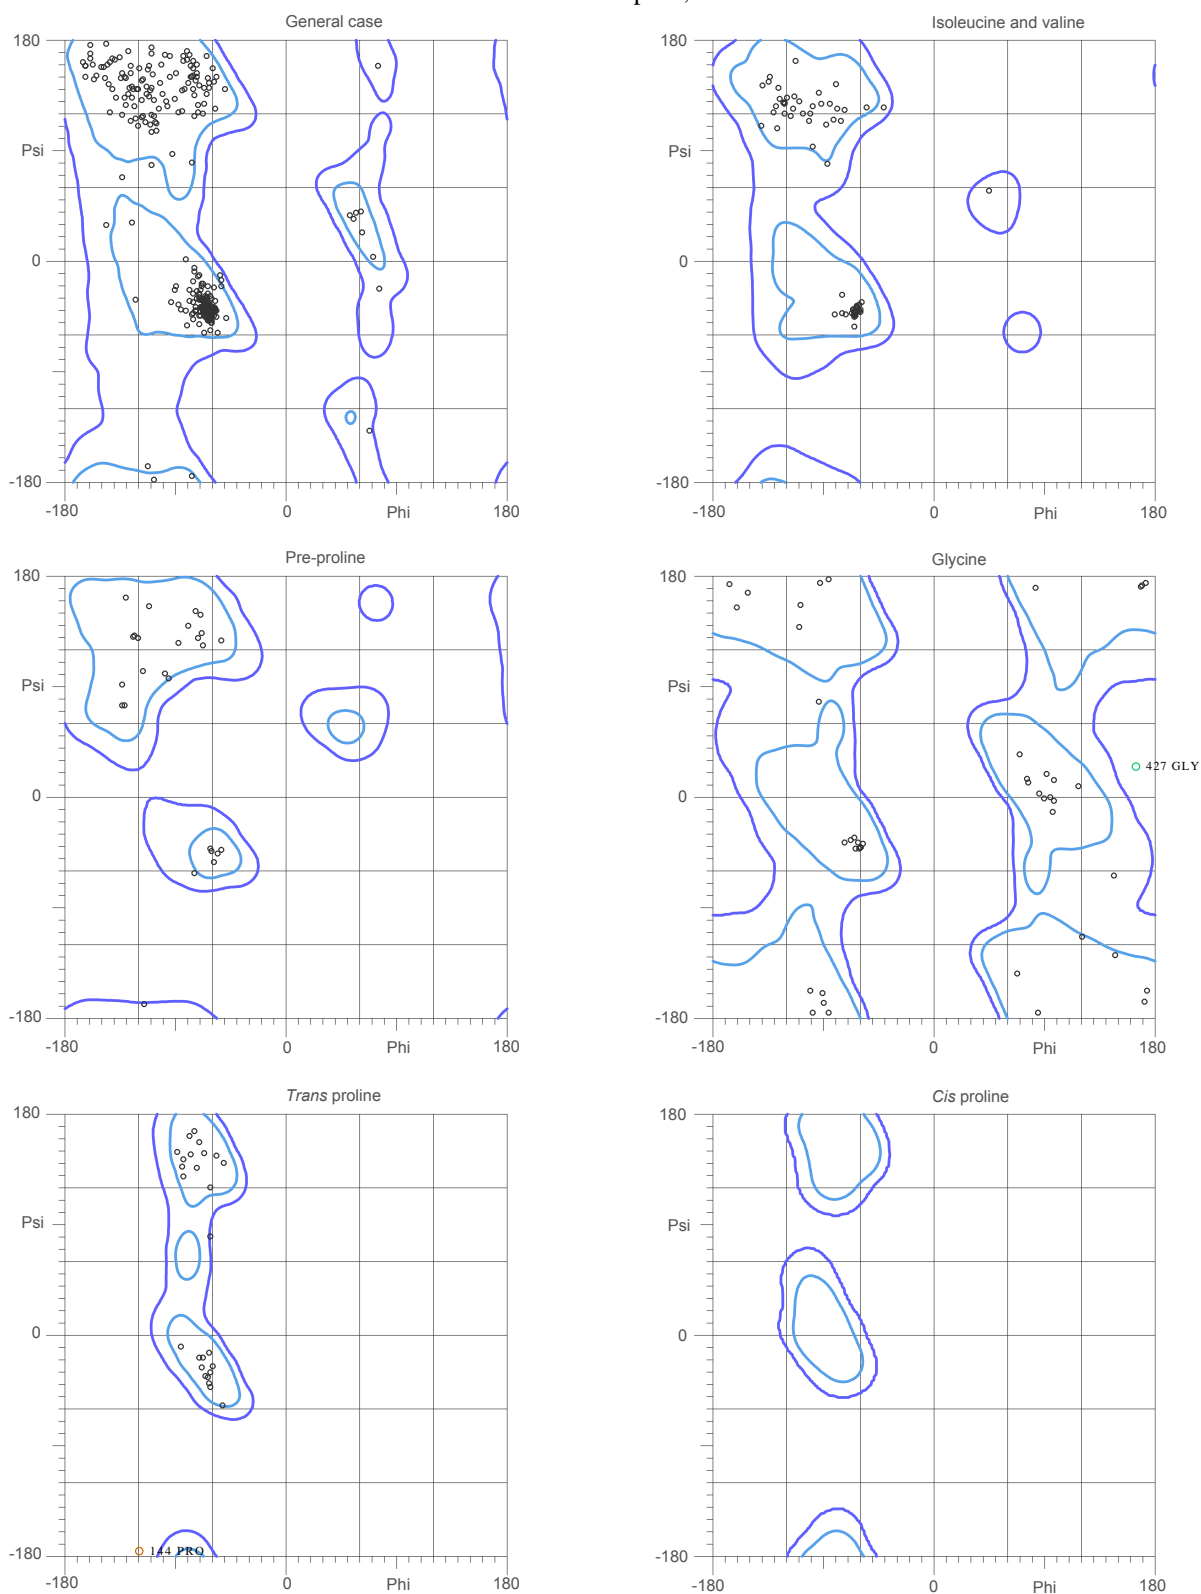 General case
180
Psi
0
-180
-180
0
Phi
180
Isoleucine and valine
180
Psi
0
-180
-180
0
Phi
180
Pre-proline
180
Psi
0
-180
-180
0
Phi
180
Glycine
180
Psi
0
-180
427 GLY
-180
0
Phi
180
Trans proline
180
Psi
0
-180
144 PRO
-180
0
Phi
180
Cis proline
180
Psi
0
-180
-180
0
Phi
180